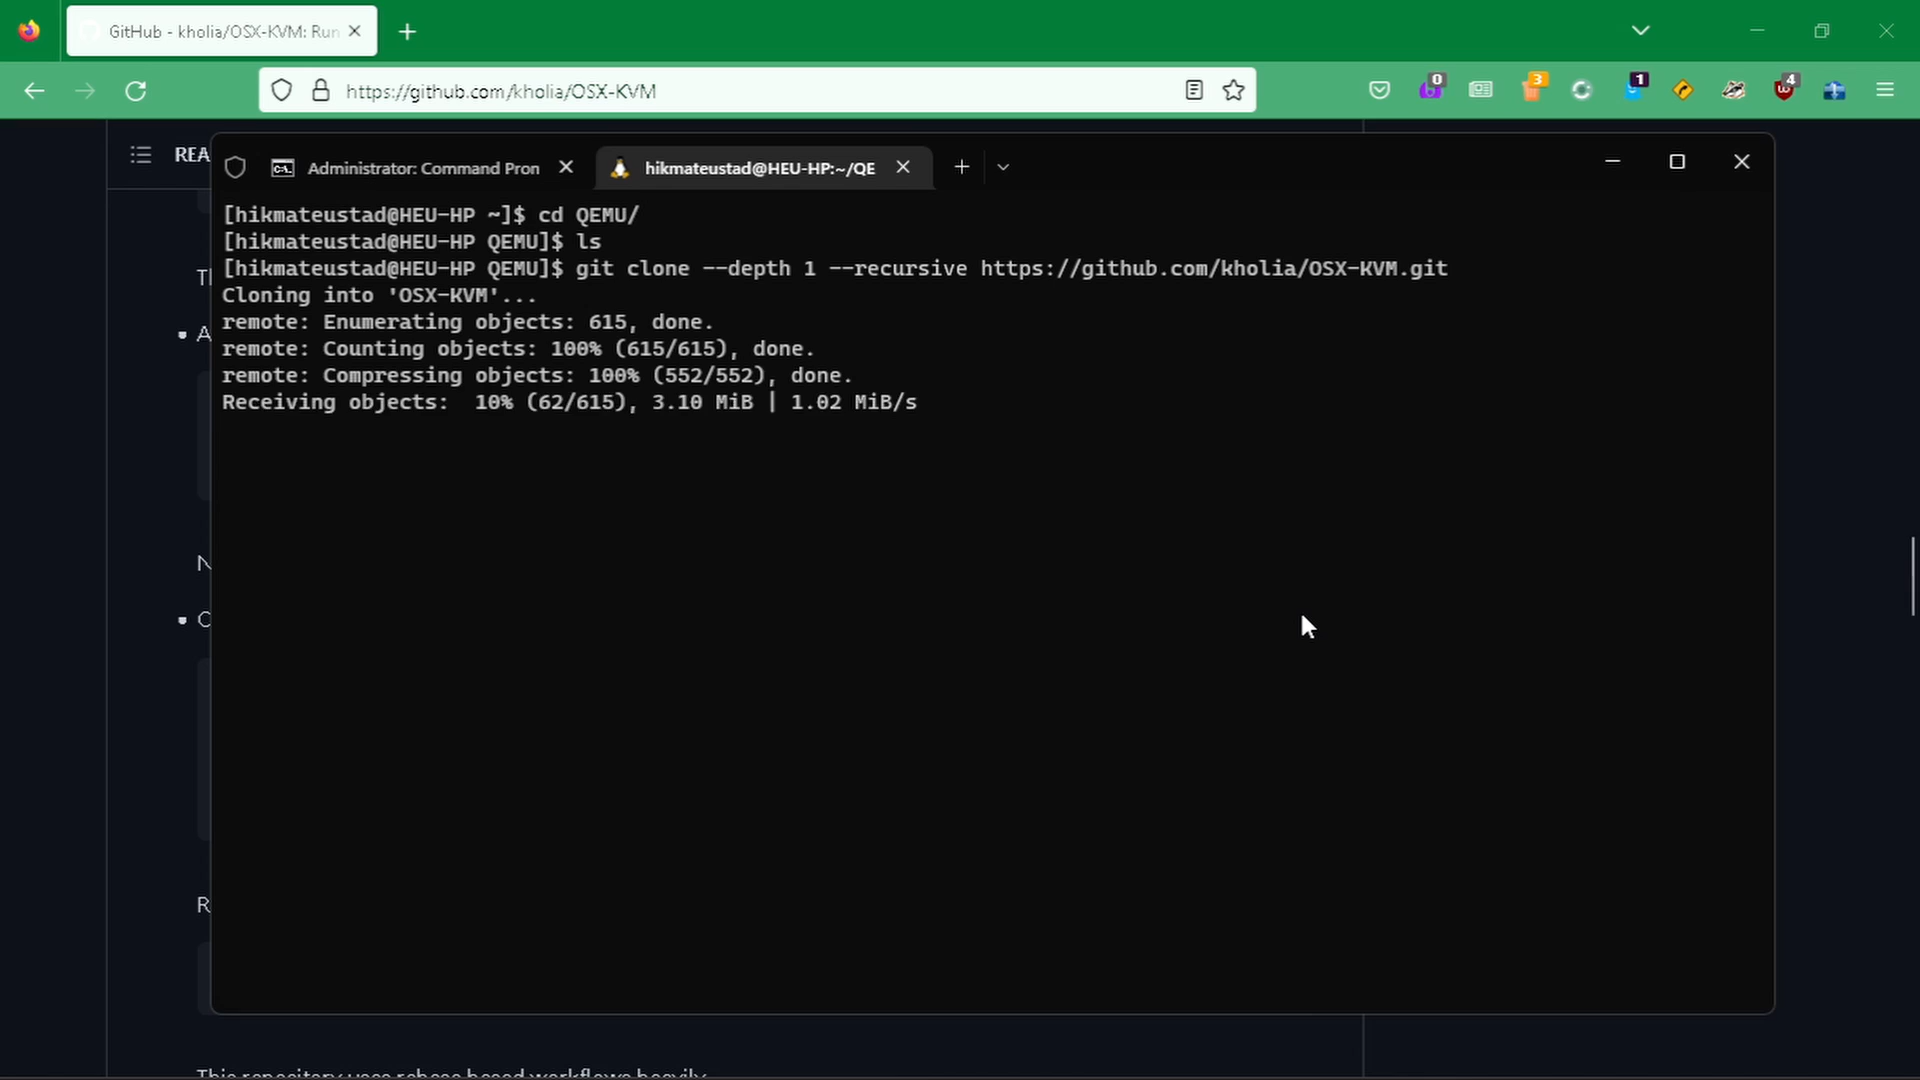 GitHub - kholia/OSX-KVM: Run
https://github.com/kholia/OSX-KVM
0
3
1
4
REA
Administrator: Command Pron
hikmateustad@HEU-HP:~/QE
[hikmateustad@HEU-HP ~]$ cd QEMU/
[hikmateustad@HEU-HP QEMU]$ ls
[hikmateustad@HEU-HP QEMU]$ git clone --depth 1 --recursive https://github.com/kholia/OSX-KVM.git
Cloning into 'OSX-KVM'...
remote: Enumerating objects: 615, done.
remote: Counting objects: 100% (615/615), done.
remote: Compressing objects: 100% (552/552), done.
Receiving objects:  10% (62/615), 3.10 MiB | 1.02 MiB/s
This repository uses rebase based workflows heavily.